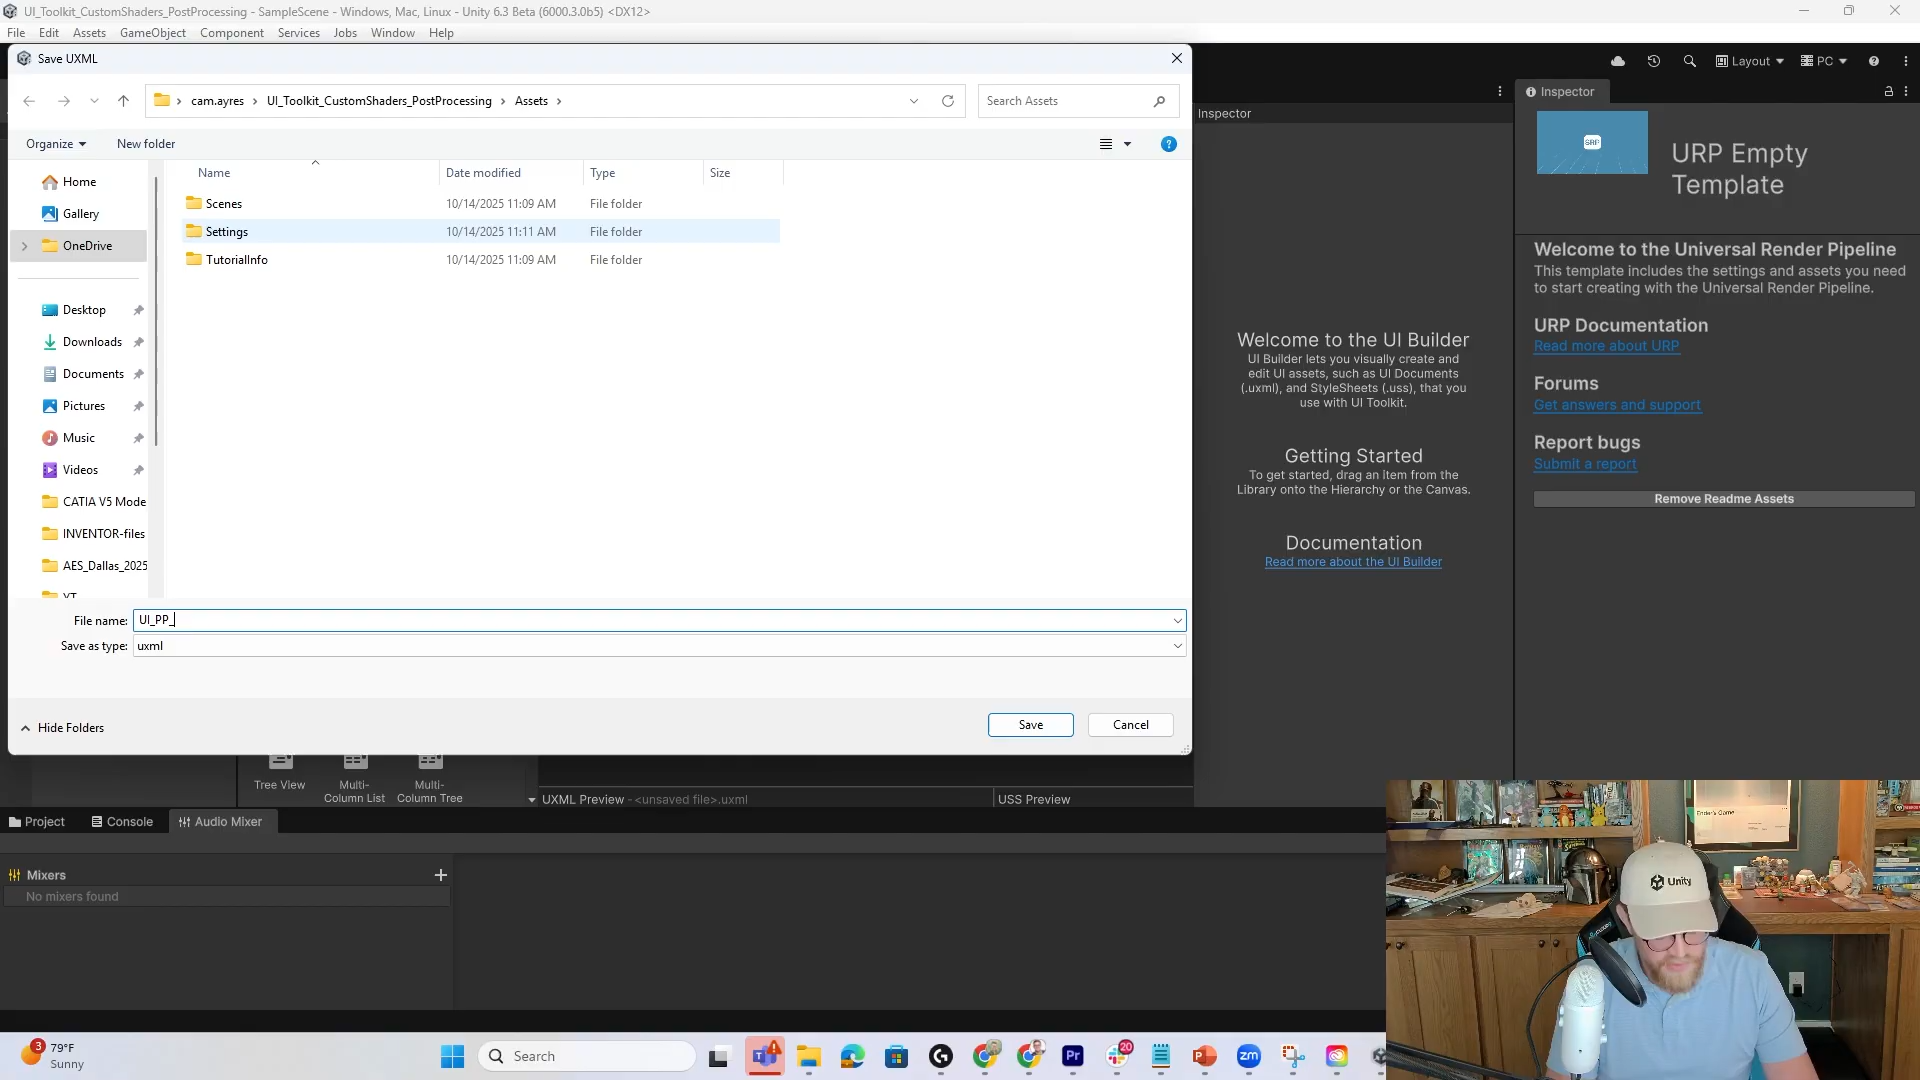 UI_Toolkit_CustomShaders_PostProcessing - SampleScene - Windows, Mac, Linux - Unity 6.3 Beta (6000.3.0b5) <DX12>
File Edit Assets GameObject Component Services Jobs Window Help
Save UXML
Layout
PC
cam.ayres > UI_Toolkit_CustomShaders_PostProcessing > Assets >
Search Assets
Inspector
Inspector
Organize
New folder
URP Empty
Template
Name
Date modified
Type
Size
Home
Gallery
OneDrive
Desktop
Downloads
Documents
Pictures
Music
Videos
CATIA V5 Mode
INVENTOR-files
AES_Dallas_2025
YT
Scenes 10/14/2025 11:09 AM File folder
Settings 10/14/2025 11:11 AM File folder
TutorialInfo 10/14/2025 11:09 AM File folder
File name: UI_PP_
Save as type: uxml
Hide Folders
Save
Cancel
Welcome to the UI Builder
UI Builder lets you visually create and
edit UI assets, such as UI Documents
(.uxml), and StyleSheets (.uss), that you
use with UI Toolkit.
Getting Started
To get started, drag an item from the
Library onto the Hierarchy or the Canvas.
Documentation
Read more about the UI Builder
SRP
Welcome to the Universal Render Pipeline
This template includes the settings and assets you need
to start creating with the Universal Render Pipeline.
URP Documentation
Read more about URP
Forums
Get answers and support
Report bugs
Submit a report
Remove Readme Assets
Tree View
Multi-
Column List
Multi-
Column Tree
UXML Preview - <unsaved file>.uxml
USS Preview
Project
Console
Audio Mixer
Mixers
No mixers found
Ender's Game
Unity
3
79°F
Sunny
Search
20
Pr
zm